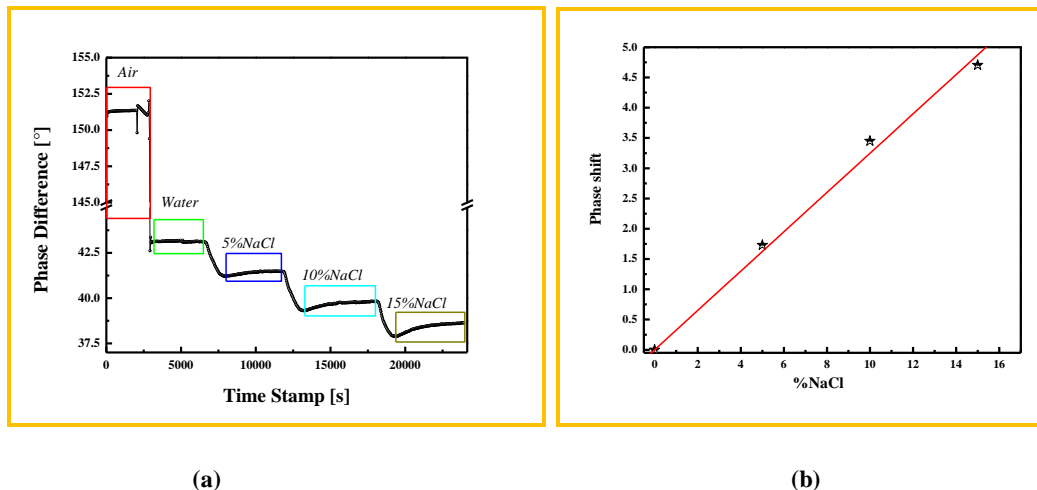 155.0
152.5
150.0
145.0
42.5
40.0
37.5
Phase Difference [°]
Air
Water
5%NaCl
10%NaCl
15%NaCl
0 5000 10000 15000 20000
Time Stamp [s]
(a)
5.0
4.5
4.0
3.5
3.0
2.5
2.0
1.5
1.0
0.5
0.0
Phase shift
0 2 4 6 8 10 12 14 16
%NaCl
(b)